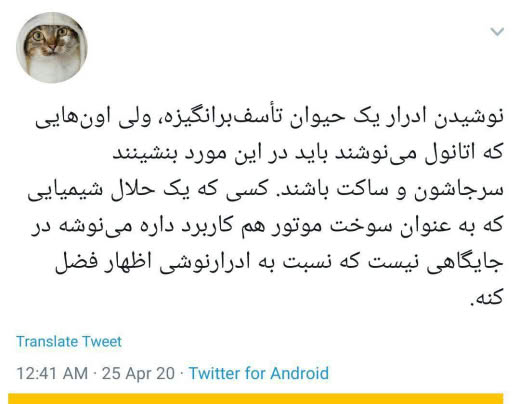 نوشیدن ادرار یک حیوان تأسف‌برانگیزه، ولی اون‌هایی
که اتانول می‌نوشند باید در این مورد بنشینند
سرجاشون و ساکت باشند. کسی که یک حلال شیمیایی
که به عنوان سوخت موتور هم کاربرد داره می‌نوشه در
جایگاهی نیست که نسبت به ادرارنوشی اظهار فضل
کنه.
Translate Tweet
12:41 AM · 25 Apr 20 · Twitter for Android